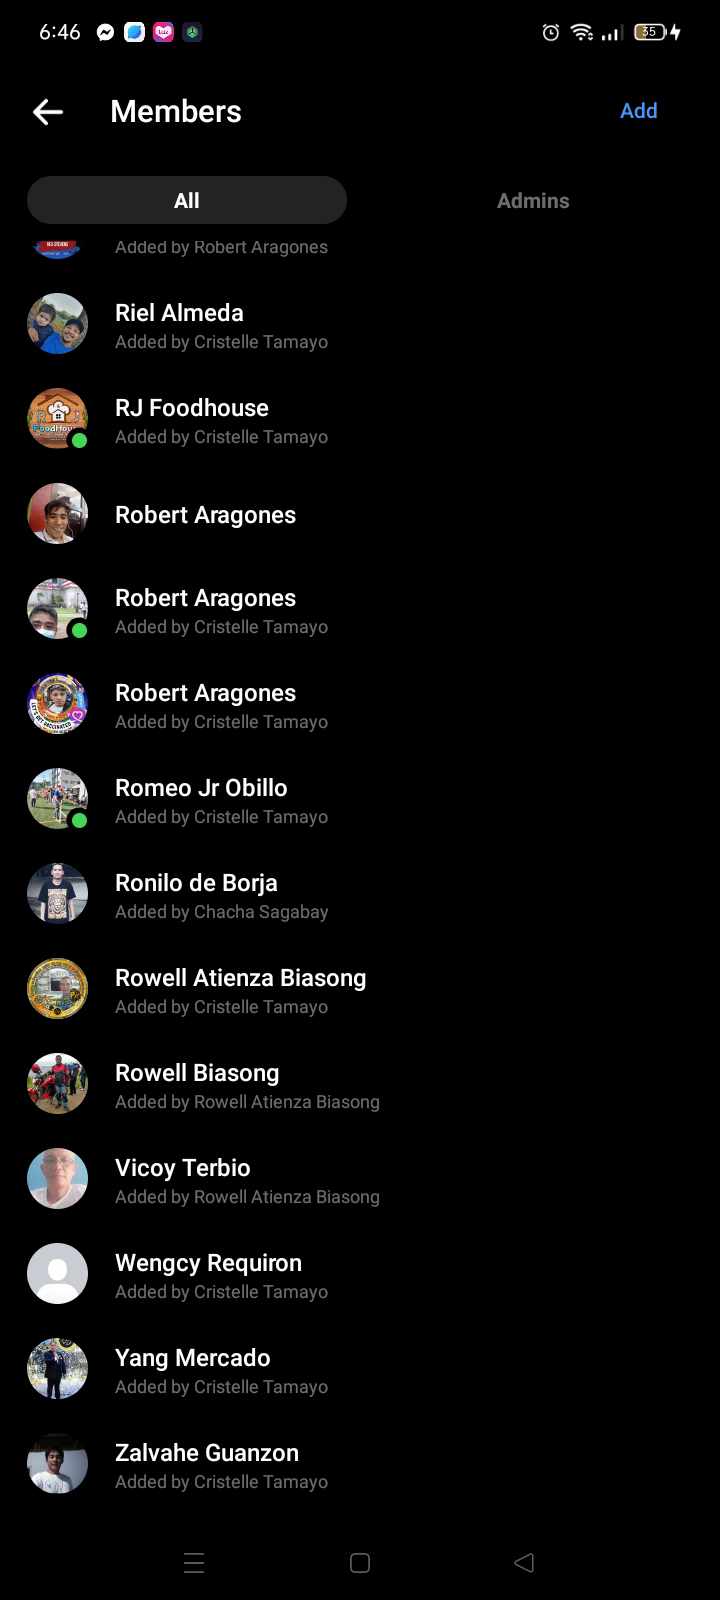 6:46
35
Members
Add
All
Admins
Added by Robert Aragones
Riel Almeda
Added by Cristelle Tamayo
RJ Foodhouse
Added by Cristelle Tamayo
Robert Aragones
Robert Aragones
Added by Cristelle Tamayo
Robert Aragones
Added by Cristelle Tamayo
Romeo Jr Obillo
Added by Cristelle Tamayo
Ronilo de Borja
Added by Chacha Sagabay
Rowell Atienza Biasong
Added by Cristelle Tamayo
Rowell Biasong
Added by Rowell Atienza Biasong
Vicoy Terbio
Added by Rowell Atienza Biasong
Wengcy Requiron
Added by Cristelle Tamayo
Yang Mercado
Added by Cristelle Tamayo
Zalvahe Guanzon
Added by Cristelle Tamayo